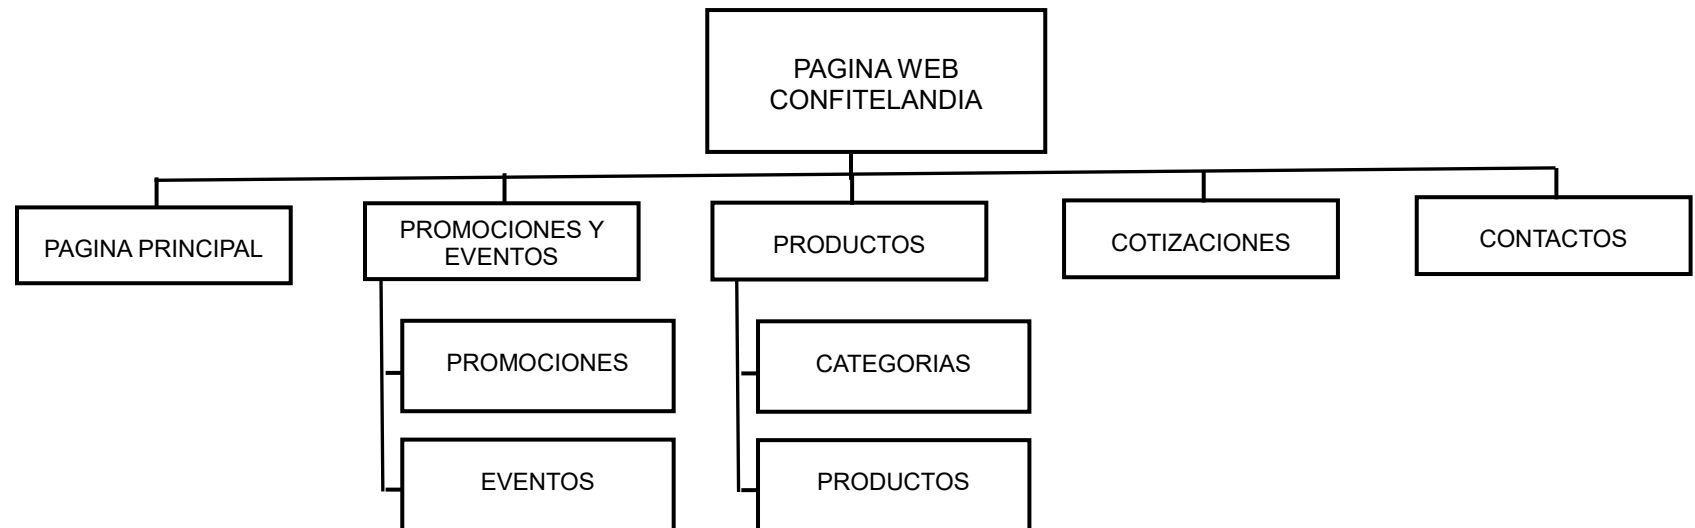 PAGINA WEB
CONFITELANDIA
PAGINA PRINCIPAL
PROMOCIONES Y
EVENTOS
PRODUCTOS
COTIZACIONES
CONTACTOS
PROMOCIONES
CATEGORIAS
EVENTOS
PRODUCTOS